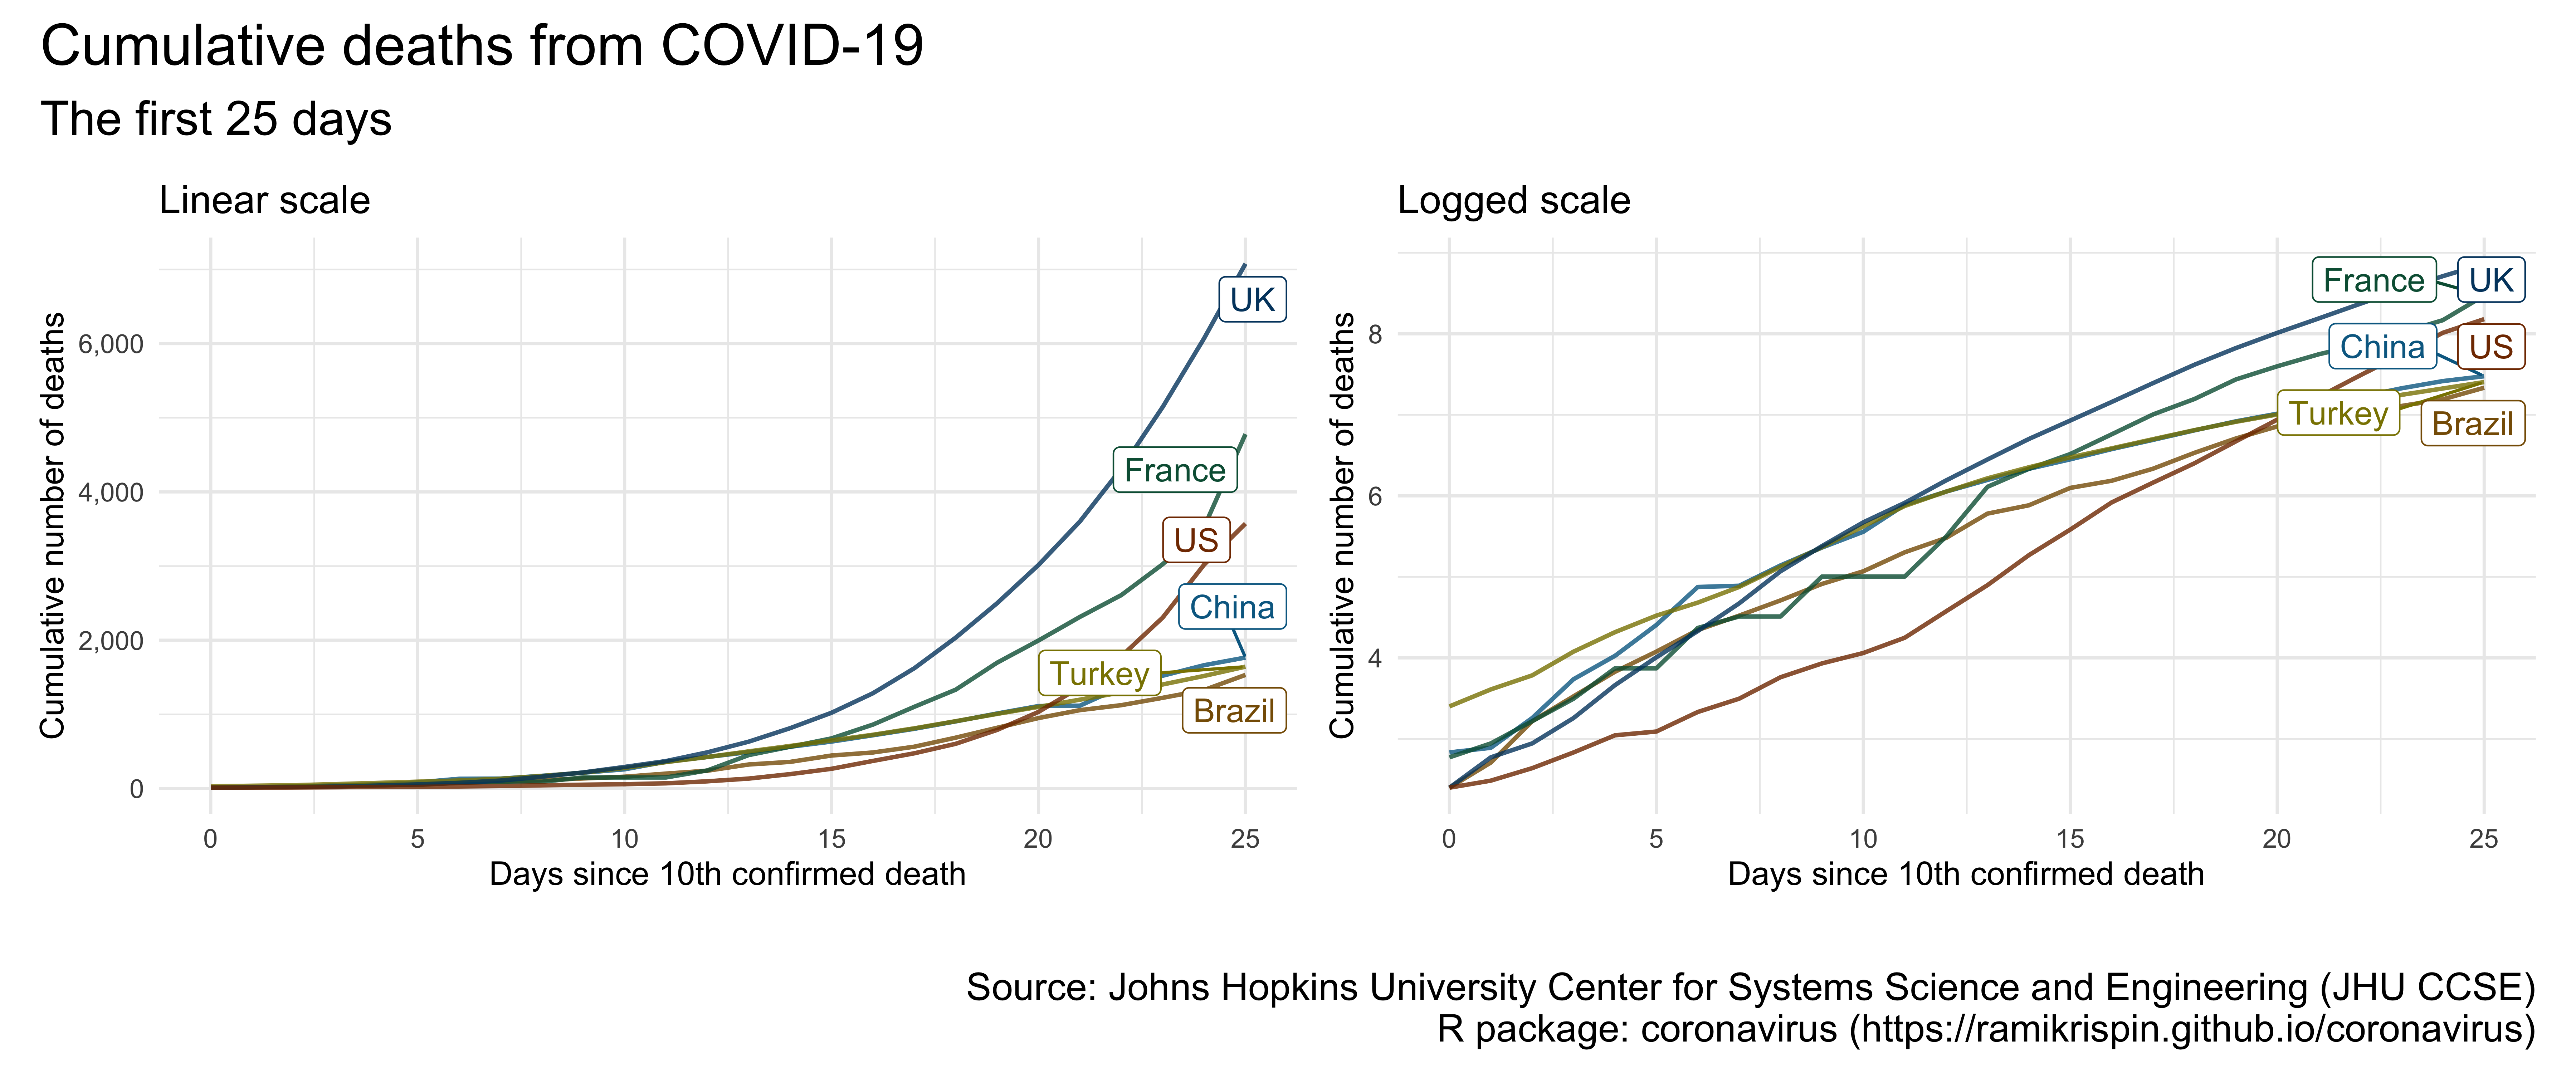 Cumulative deaths from COVID-19
The first 25 days
Linear scale
Cumulative number of deaths
6,000
4,000
2,000
0
UK
France
US
China
Turkey
Brazil
0 5 10 15 20 25
Days since 10th confirmed death
Logged scale
Cumulative number of deaths
8
6
4
France UK
China US
Turkey
Brazil
0 5 10 15 20 25
Days since 10th confirmed death
Source: Johns Hopkins University Center for Systems Science and Engineering (JHU CCSE)
R package: coronavirus (https://ramikrispin.github.io/coronavirus)